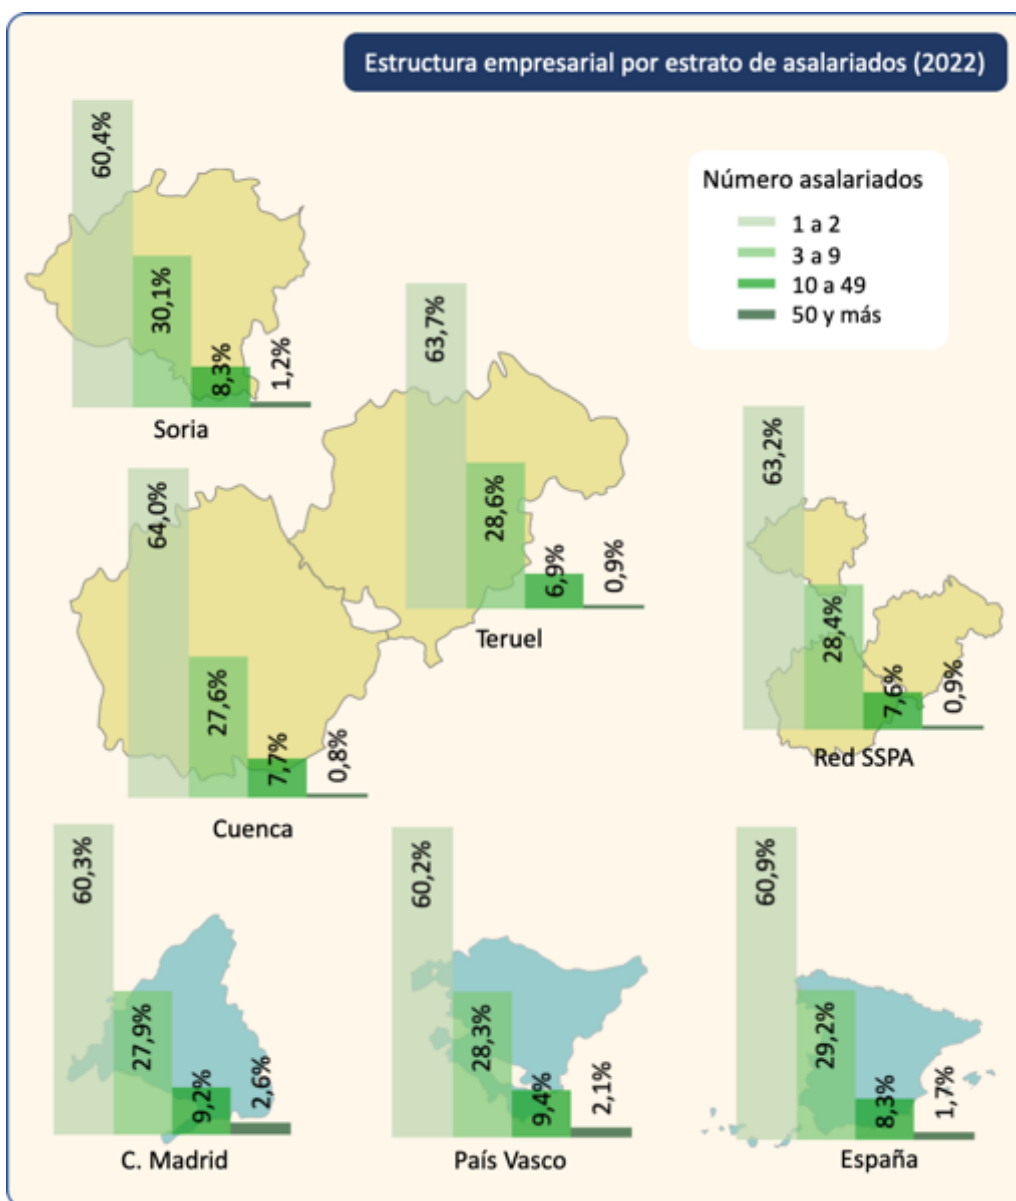 Estructura empresarial por estrato de asalariados (2022)
Número asalariados
1 a 2
3 a 9
10 a 49
50 y más
60,4%
30,1%
8,3%
1,2%
Soria
63,7%
28,6%
6,9%
0,9%
Teruel
64,0%
27,6%
7,7%
0,8%
Cuenca
63,2%
28,4%
7,6%
0,9%
Red SSPA
60,3%
27,9%
9,2%
2,6%
C. Madrid
60,2%
28,3%
9,4%
2,1%
País Vasco
60,9%
29,2%
8,3%
1,7%
España